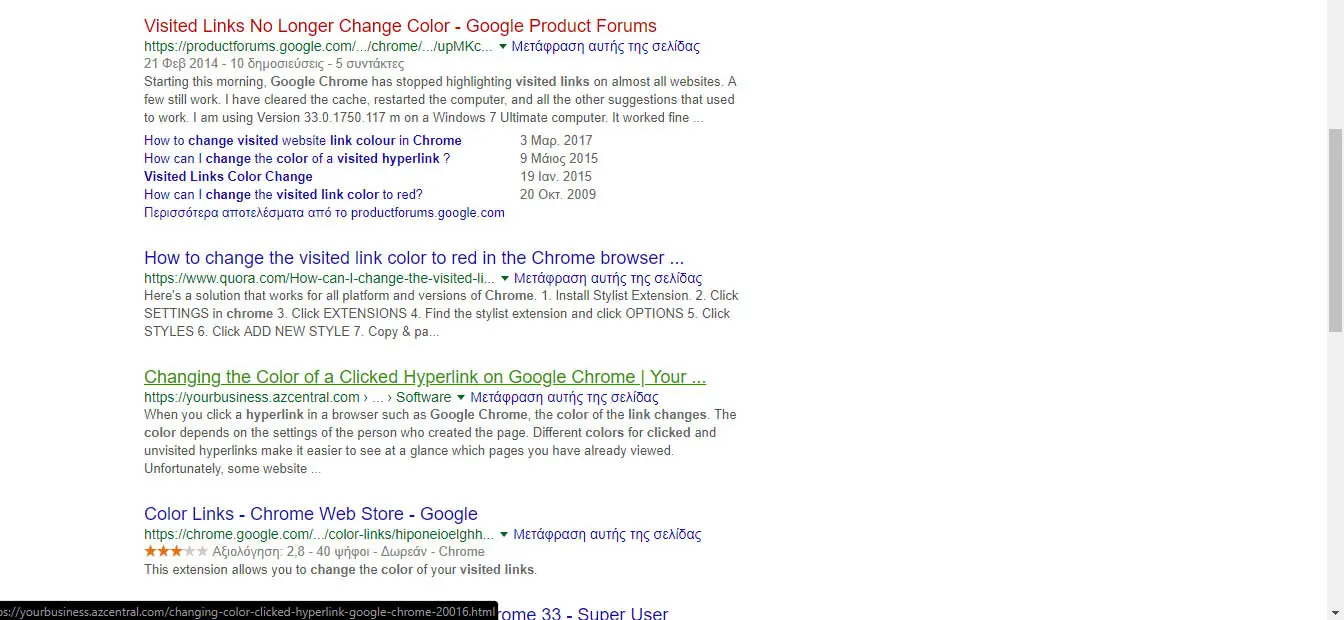 Visited Links No Longer Change Color - Google Product Forums
https://productforums.google.com/.../chrome/.../upMKc... ▼ Μετάφραση αυτής της σελίδας
21 Φεβ 2014 - 10 δημοσιεύσεις - 5 συντάκτες
Starting this morning, Google Chrome has stopped highlighting visited links on almost all websites. A
few still work. I have cleared the cache, restarted the computer, and all the other suggestions that used
to work. I am using Version 33.0.1750.117 m on a Windows 7 Ultimate computer. It worked fine ...
How to change visited website link colour in Chrome 3 Μαρ. 2017
How can I change the color of a visited hyperlink ? 9 Μάιος 2015
Visited Links Color Change 19 Ιαν. 2015
How can I change the visited link color to red? 20 Οκτ. 2009
Περισσότερα αποτελέσματα από το productforums.google.com
How to change the visited link color to red in the Chrome browser ...
https://www.quora.com/How-can-I-change-the-visited-li... ▼ Μετάφραση αυτής της σελίδας
Here's a solution that works for all platform and versions of Chrome. 1. Install Stylist Extension. 2. Click
SETTINGS in chrome 3. Click EXTENSIONS 4. Find the stylist extension and click OPTIONS 5. Click
STYLES 6. Click ADD NEW STYLE 7. Copy & pa...
Changing the Color of a Clicked Hyperlink on Google Chrome | Your ...
https://yourbusiness.azcentral.com › ... › Software ▼ Μετάφραση αυτής της σελίδας
When you click a hyperlink in a browser such as Google Chrome, the color of the link changes. The
color depends on the settings of the person who created the page. Different colors for clicked and
unvisited hyperlinks make it easier to see at a glance which pages you have already viewed.
Unfortunately, some website ...
Color Links - Chrome Web Store - Google
https://chrome.google.com/.../color-links/hiponeioelghh... ▼ Μετάφραση αυτής της σελίδας
★★★★★ Αξιολόγηση: 2,8 - 40 ψήφοι - Δωρεάν - Chrome
This extension allows you to change the color of your visited links.
ps://yourbusiness.azcentral.com/changing-color-clicked-hyperlink-google-chrome-20016.html
rome 33 - Super User